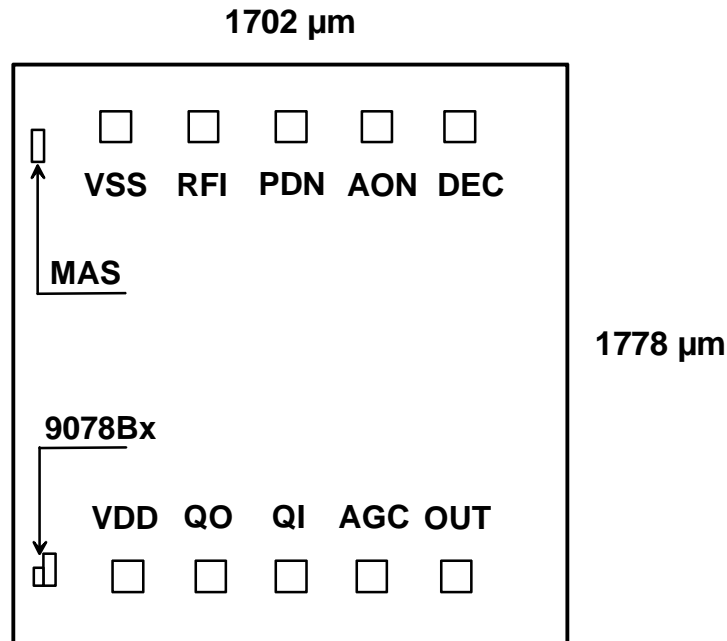 1702 µm
VSS RFI PDN AON DEC
MAS
1778 µm
9078Bx
VDD QO QI AGC OUT